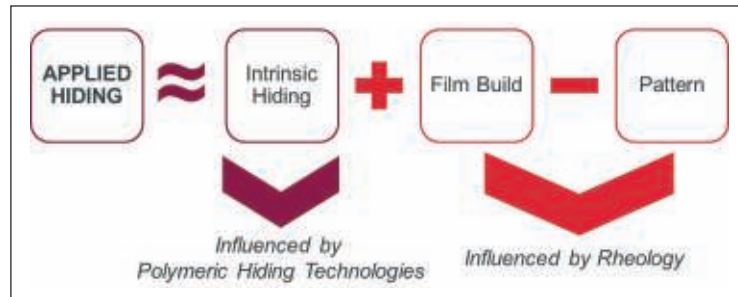 APPLIED HIDING
≈
Intrinsic Hiding
+
Film Build
−
Pattern
Influenced by
Polymeric Hiding Technologies
Influenced by Rheology